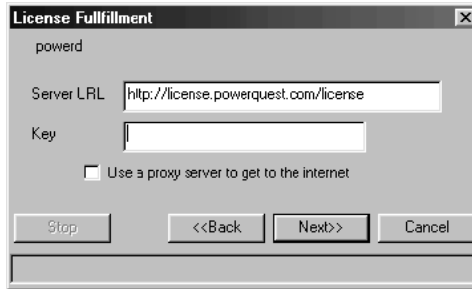 License Fullfillment
powerd
Server LRL http://license.powerquest.com/license
Key
Use a proxy server to get to the internet
Stop <<Back Next>> Cancel